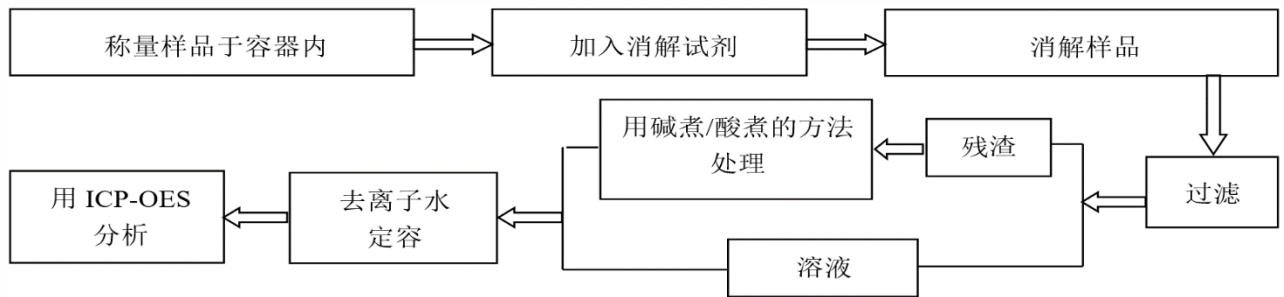 称量样品于容器内
加入消解试剂
消解样品
用碱煮/酸煮的方法
处理
残渣
过滤
用 ICP-OES
分析
去离子水
定容
溶液